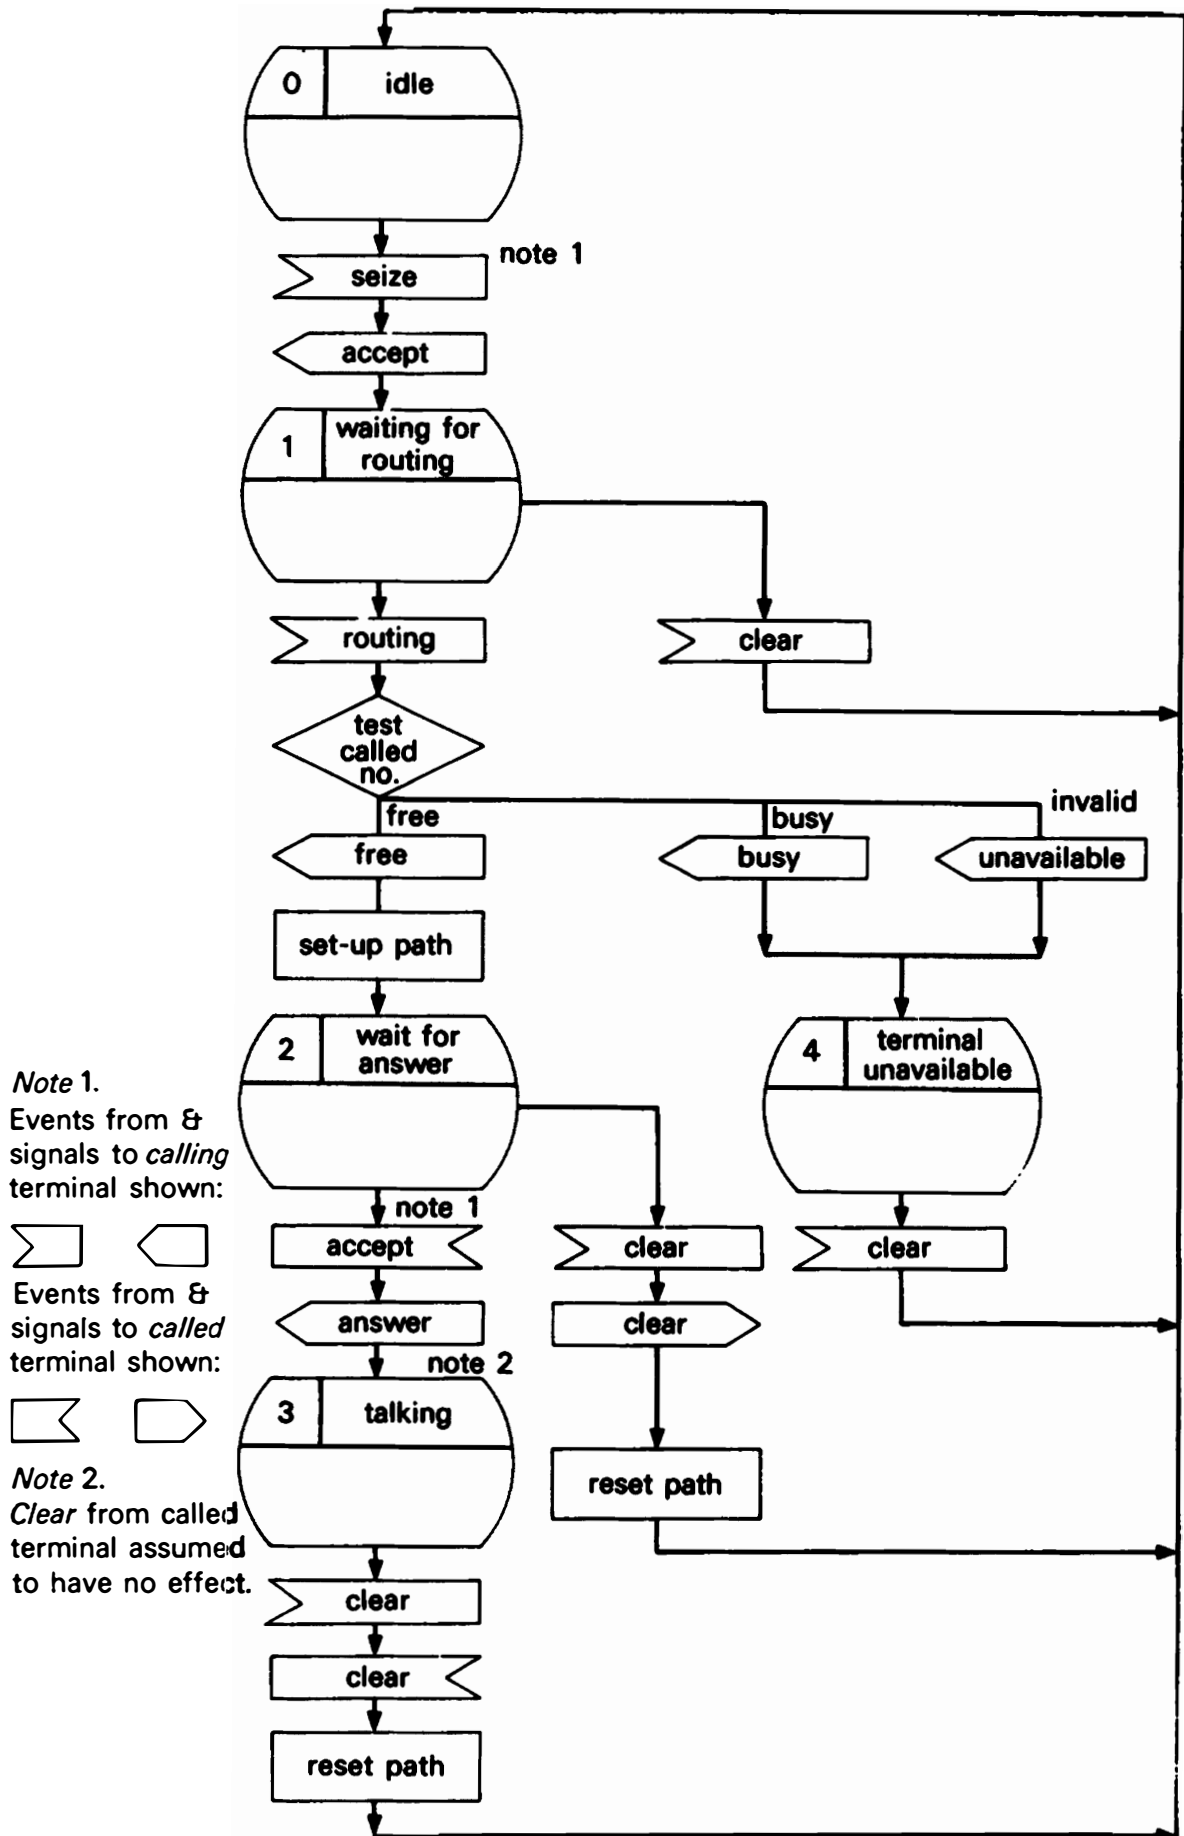 0
idle
seize
note 1
accept
1
waiting for
routing
routing
clear
test
called
no.
free
busy
invalid
free
busy
unavailable
set-up path
2
wait for
answer
4
terminal
unavailable
Note 1.
Events from &
signals to calling
terminal shown:
Events from &
signals to called
terminal shown:
Note 2.
Clear from called
terminal assumed
to have no effect.
note 1
accept
clear
clear
answer
clear
note 2
3
talking
reset path
clear
clear
reset path